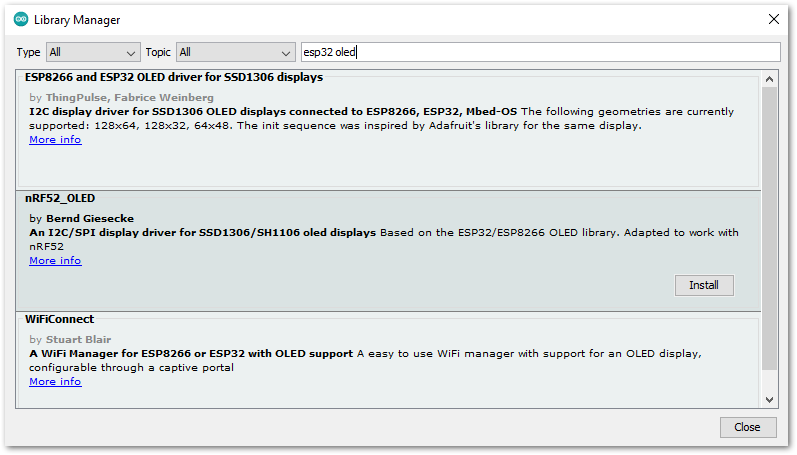 Library Manager
Type All Topic All esp32 oled
ESP8266 and ESP32 OLED driver for SSD1306 displays
by ThingPulse, Fabrice Weinberg
I2C display driver for SSD1306 OLED displays connected to ESP8266, ESP32, Mbed-OS The following geometries are currently
supported: 128x64, 128x32, 64x48. The init sequence was inspired by Adafruit's library for the same display.
More info
nRF52_OLED
by Bernd Giesecke
An I2C/SPI display driver for SSD1306/SH1106 oled displays Based on the ESP32/ESP8266 OLED library. Adapted to work with
nRF52
More info
Install
WiFiConnect
by Stuart Blair
A WiFi Manager for ESP8266 or ESP32 with OLED support A easy to use WiFi manager with support for an OLED display,
configurable through a captive portal
More info
Close